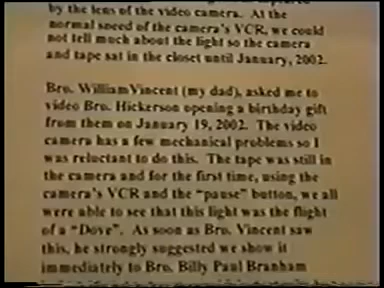 by the lens of the video camera. At the
normal speed of the camera's VCR, we could
not tell much about the light so the camera
and tape sat in the closet until January, 2002.
Bro. William Vincent (my dad), asked me to
video Bro. Hickerson opening a birthday gift
from them on January 19, 2002. The video
camera has a few mechanical problems so I
was reluctant to do this. The tape was still in
the camera and for the first time, using the
camera's VCR and the "pause" button, we all
were able to see that this light was the flight
of a "Dove". As soon as Bro. Vincent saw
this, he strongly suggested we show it
immediately to Bro. Billy Paul Branham